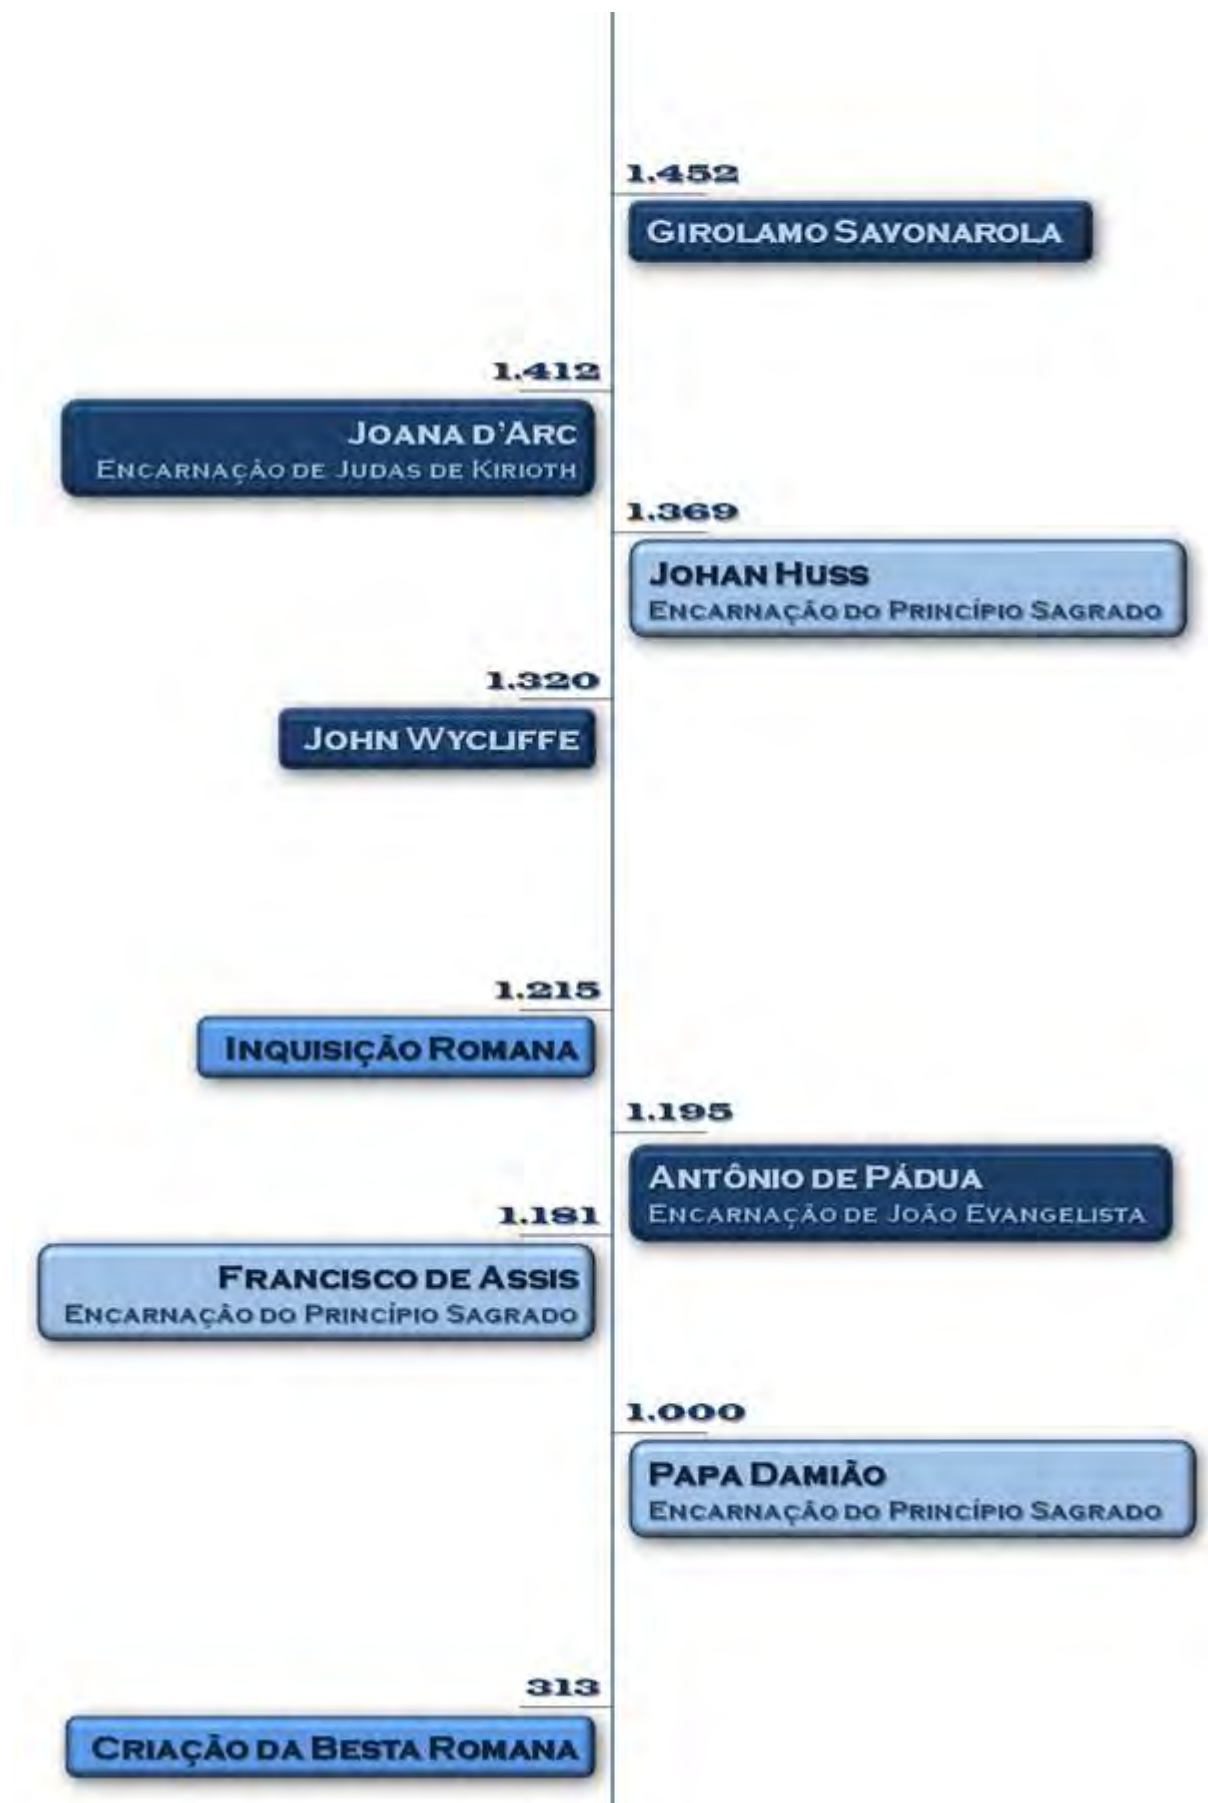 1.452
GIROLAMO SAVONAROLA
1.412
JOANA D'ARC
ENCARNAÇÃO DE JUDAS DE KIRIOTH
1.369
JOHAN HUSS
ENCARNAÇÃO DO PRINCÍPIO SAGRADO
1.320
JOHN WYCLIFFE
1.215
INQUISIÇÃO ROMANA
1.195
ANTÔNIO DE PÁDUA
ENCARNAÇÃO DE JOÃO EVANGELISTA
1.181
FRANCISCO DE ASSIS
ENCARNAÇÃO DO PRINCÍPIO SAGRADO
1.000
PAPA DAMIÃO
ENCARNAÇÃO DO PRINCÍPIO SAGRADO
313
CRIAÇÃO DA BESTA ROMANA